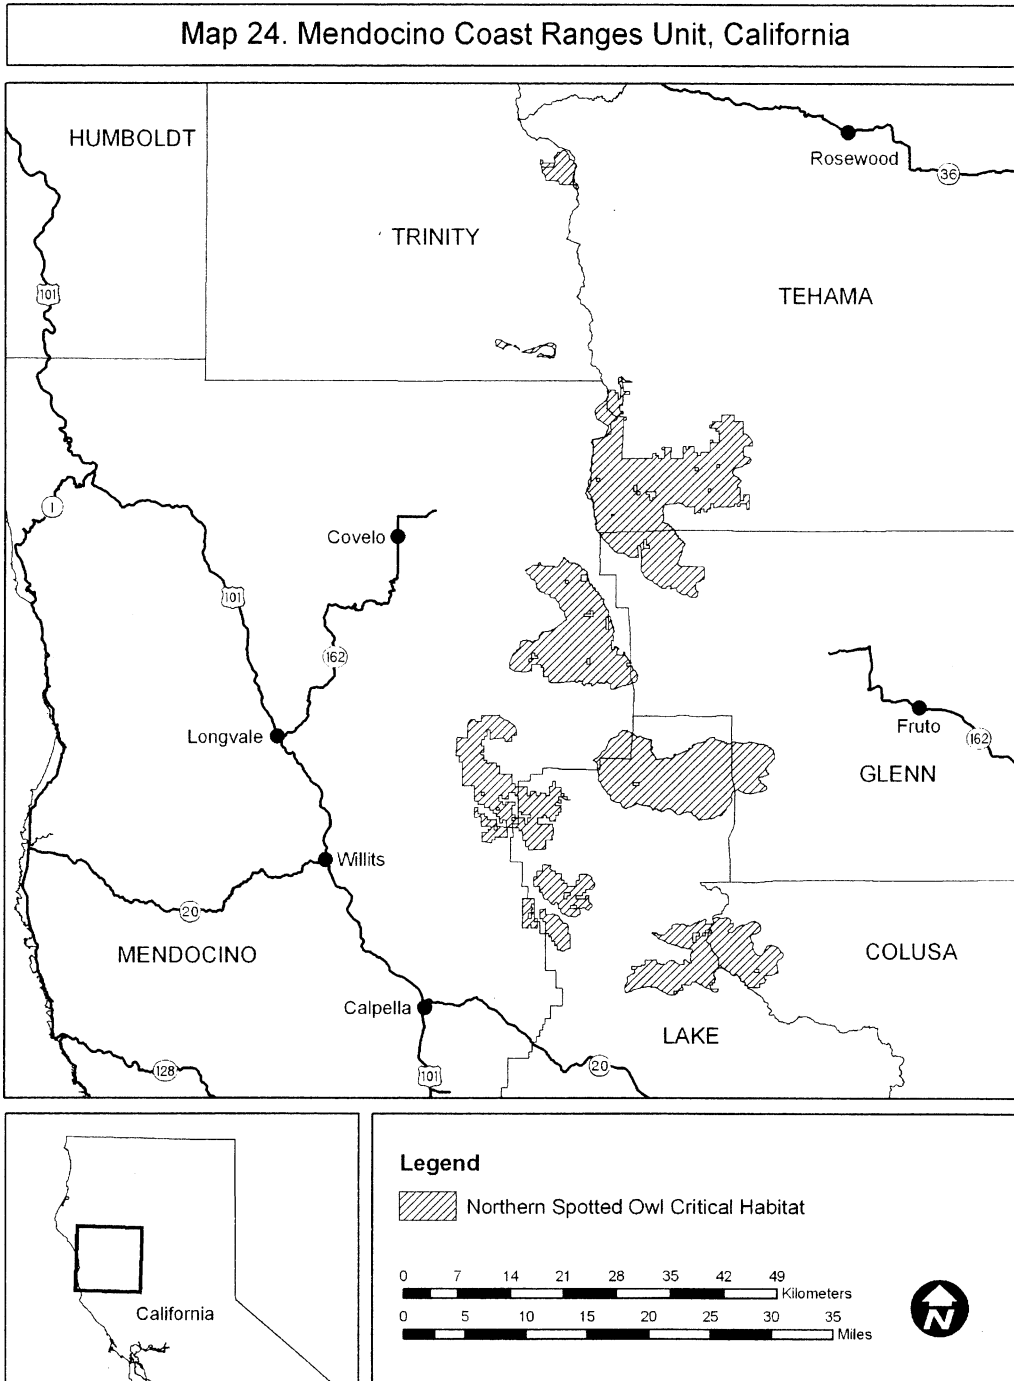 Map 24. Mendocino Coast Ranges Unit, California
HUMBOLDT
Rosewood
36
TRINITY
101
TEHAMA
1
Covelo
101
162
Longvale
Fruto
162
GLENN
Willits
20
MENDOCINO
COLUSA
Calpella
LAKE
128
101
20
California
Legend
Northern Spotted Owl Critical Habitat
0 7 14 21 28 35 42 49
Kilometers
0 5 10 15 20 25 30 35
Miles
N